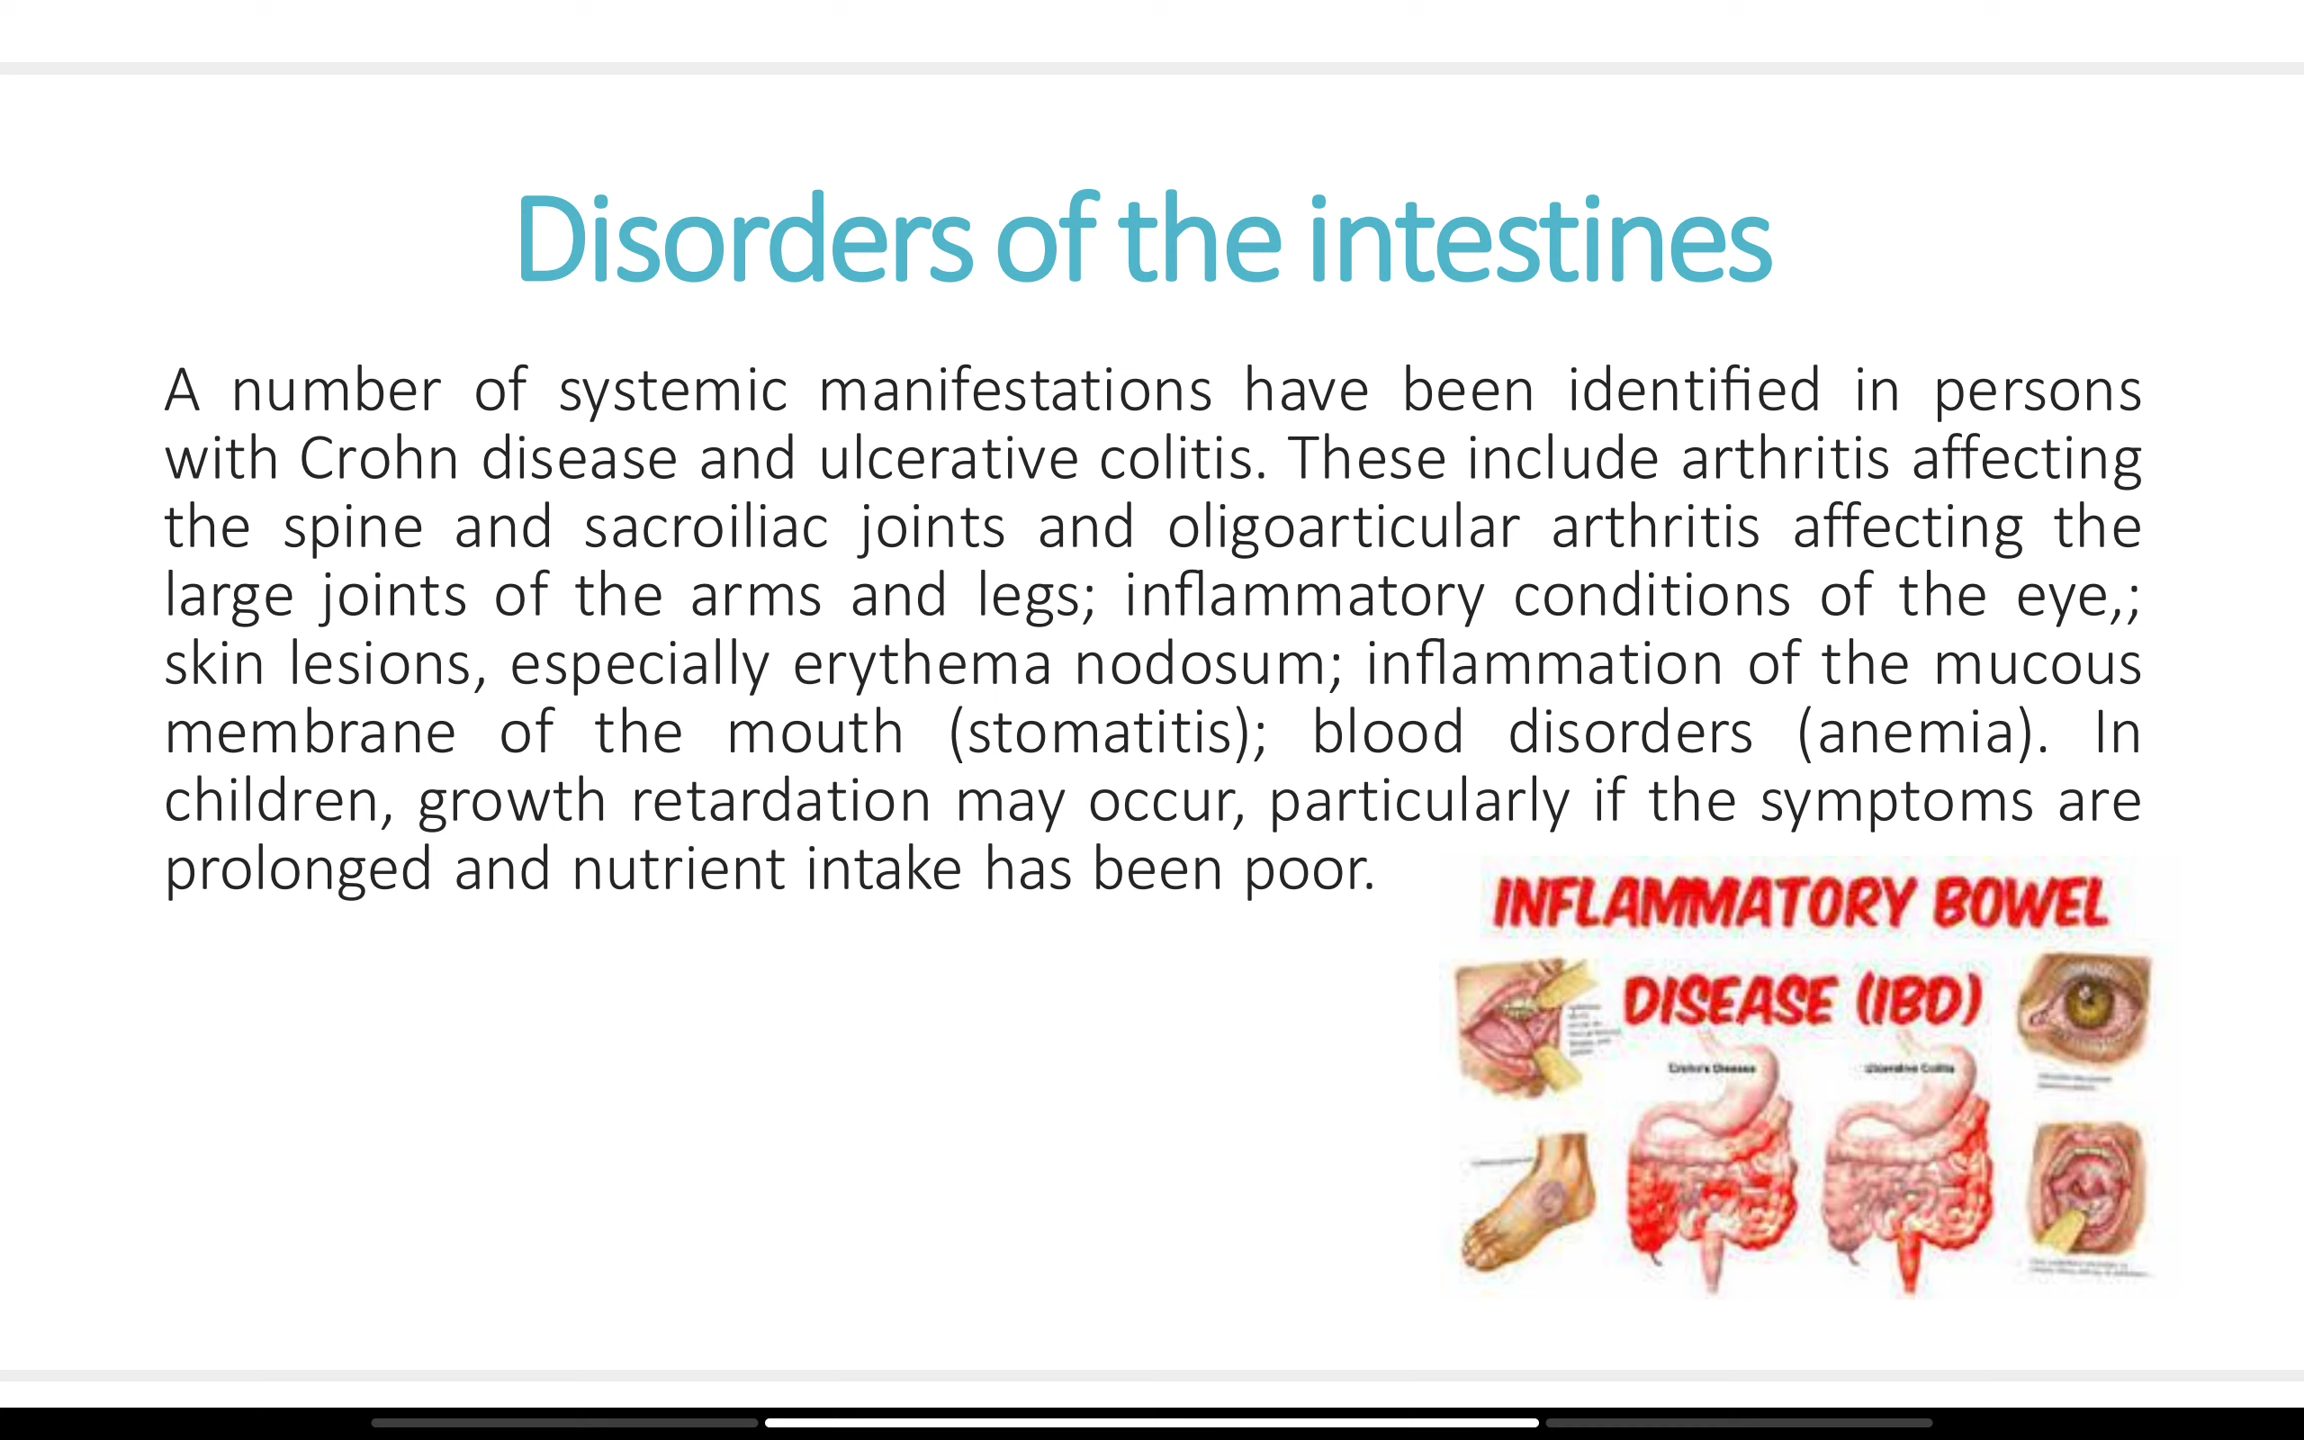 Disorders of the intestines
A number of systemic manifestations have been identified in persons
with Crohn disease and ulcerative colitis. These include arthritis affecting
the spine and sacroiliac joints and oligoarticular arthritis affecting the
large joints of the arms and legs; inflammatory conditions of the eye,;
skin lesions, especially erythema nodosum; inflammation of the mucous
membrane of the mouth (stomatitis); blood disorders (anemia). In
children, growth retardation may occur, particularly if the symptoms are
prolonged and nutrient intake has been poor.
INFLAMMATORY BOWEL
DISEASE (IBD)
Crohn's Disease
Ulcerative Colitis